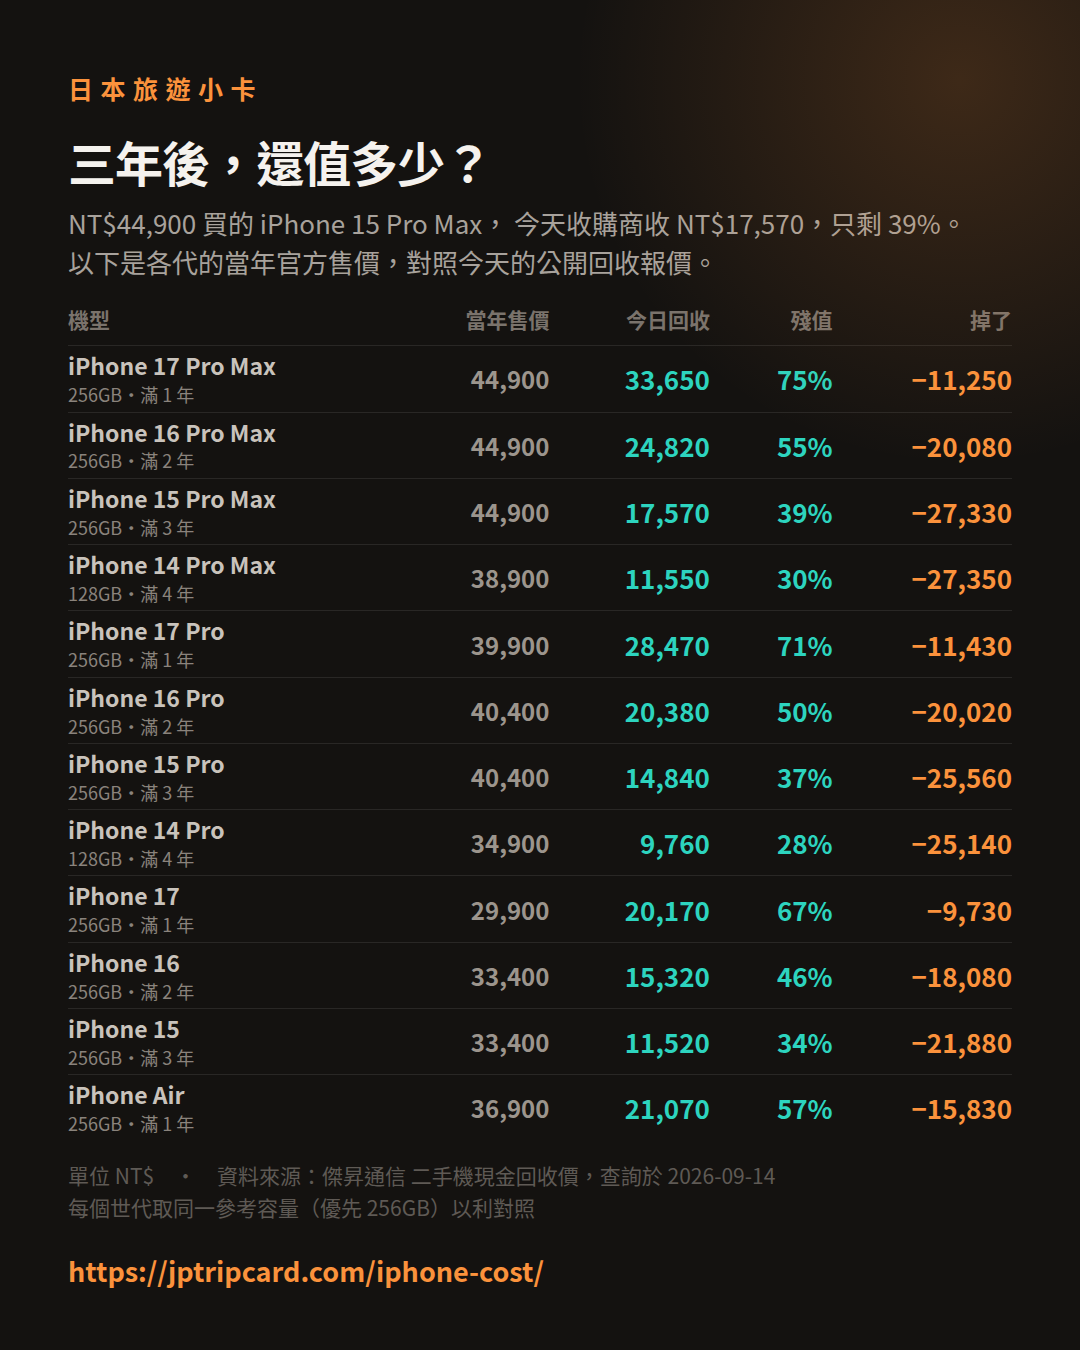 日本旅遊小卡
三年後，還值多少？
NT$44,900 買的 iPhone 15 Pro Max， 今天收購商收 NT$17,570，只剩 39%。
以下是各代的當年官方售價，對照今天的公開回收報價。
機型 當年售價 今日回收 殘值 掉了
iPhone 17 Pro Max 44,900 33,650 75% −11,250
256GB・滿 1 年
iPhone 16 Pro Max 44,900 24,820 55% −20,080
256GB・滿 2 年
iPhone 15 Pro Max 44,900 17,570 39% −27,330
256GB・滿 3 年
iPhone 14 Pro Max 38,900 11,550 30% −27,350
128GB・滿 4 年
iPhone 17 Pro 39,900 28,470 71% −11,430
256GB・滿 1 年
iPhone 16 Pro 40,400 20,380 50% −20,020
256GB・滿 2 年
iPhone 15 Pro 40,400 14,840 37% −25,560
256GB・滿 3 年
iPhone 14 Pro 34,900 9,760 28% −25,140
128GB・滿 4 年
iPhone 17 29,900 20,170 67% −9,730
256GB・滿 1 年
iPhone 16 33,400 15,320 46% −18,080
256GB・滿 2 年
iPhone 15 33,400 11,520 34% −21,880
256GB・滿 3 年
iPhone Air 36,900 21,070 57% −15,830
256GB・滿 1 年
單位 NT$ ・ 資料來源：傑昇通信 二手機現金回收價，查詢於 2026-09-14
每個世代取同一參考容量（優先 256GB）以利對照
https://jptripcard.com/iphone-cost/